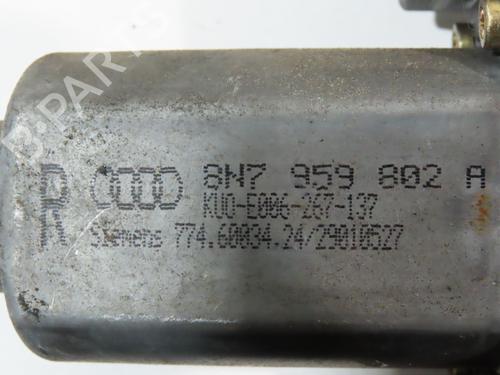 B-PARTS
R 8N7 959 802 A
KUO-E006-267-137
Siemens 774.60034.24/29010527